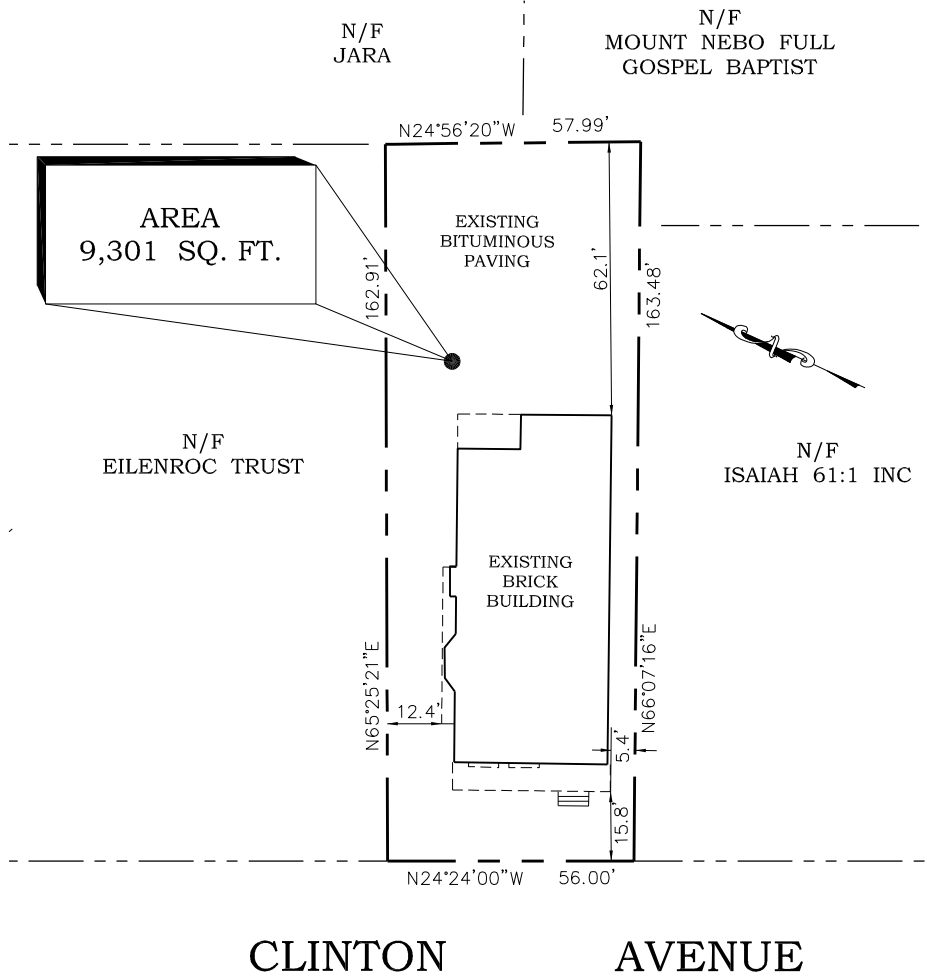 N/F
JARA
N/F
MOUNT NEBO FULL
GOSPEL BAPTIST
N24°56'20"W 57.99'
AREA
9,301 SQ. FT.
EXISTING
BITUMINOUS
PAVING
162.91'
62.1'
163.48'
N/F
EILENROC TRUST
N/F
ISAIAH 61:1 INC
EXISTING
BRICK
BUILDING
N65°25'21"E
12.4'
N66°07'16"E
5.4'
15.8'
N24°24'00"W 56.00'
CLINTON AVENUE